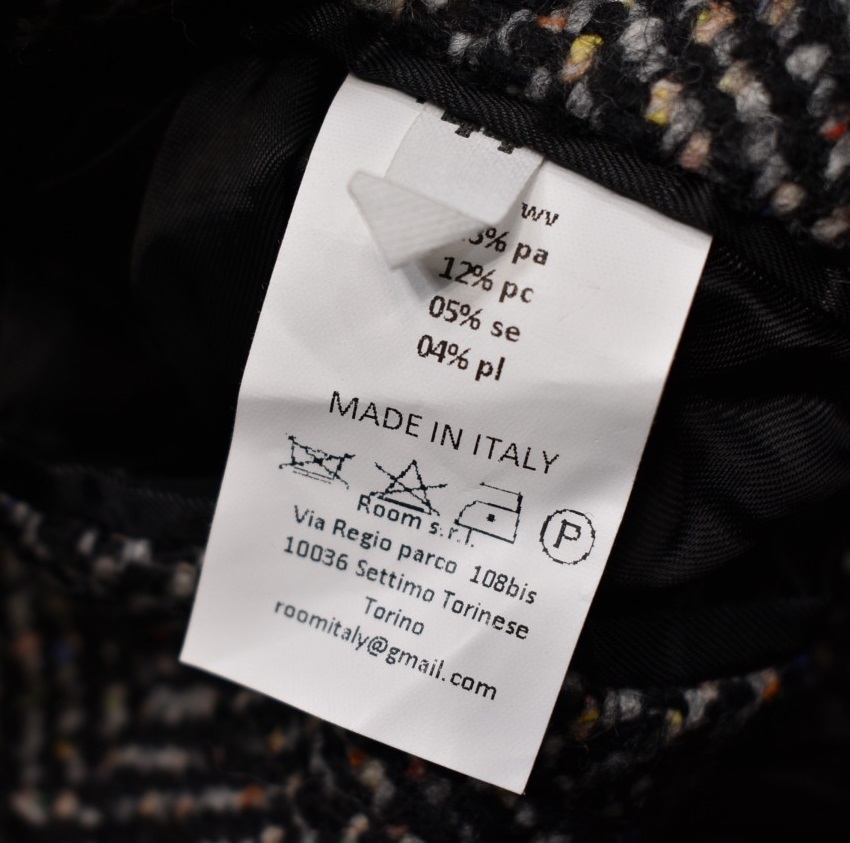 44
wv
3% pa
12% pc
05% se
04% pl
MADE IN ITALY
P
Room s.r.l.
Via Regio parco 108bis
10036 Settimo Torinese
Torino
roomitaly@gmail.com